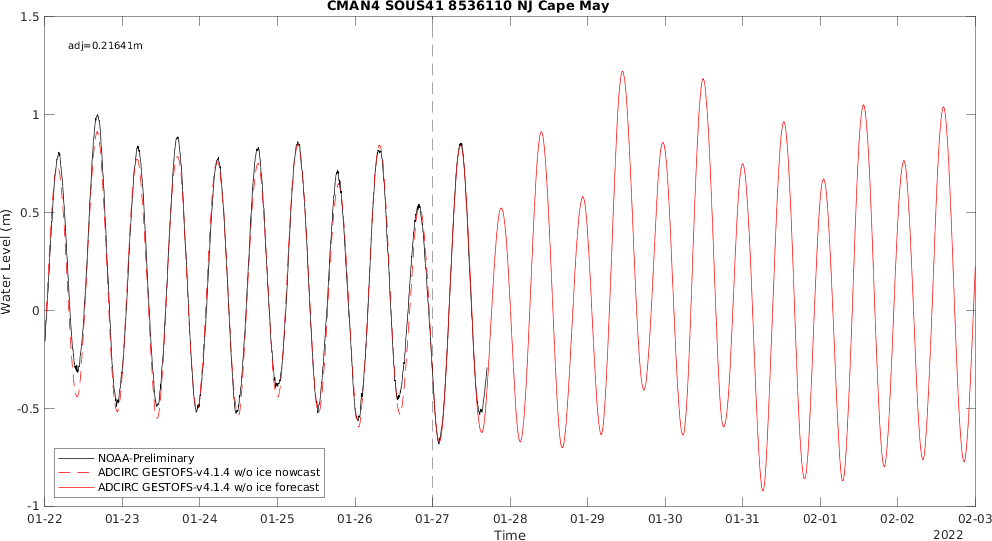 CMAN4 SOUS41 8536110 NJ Cape May
adj=0.21641m
Water Level (m)
1.5
1
0.5
0
-0.5
-1
NOAA-Preliminary
ADCIRC GESTOFS-v4.1.4 w/o ice nowcast
ADCIRC GESTOFS-v4.1.4 w/o ice forecast
01-22 01-23 01-24 01-25 01-26 01-27 01-28 01-29 01-30 01-31 02-01 02-02 02-03
Time
2022